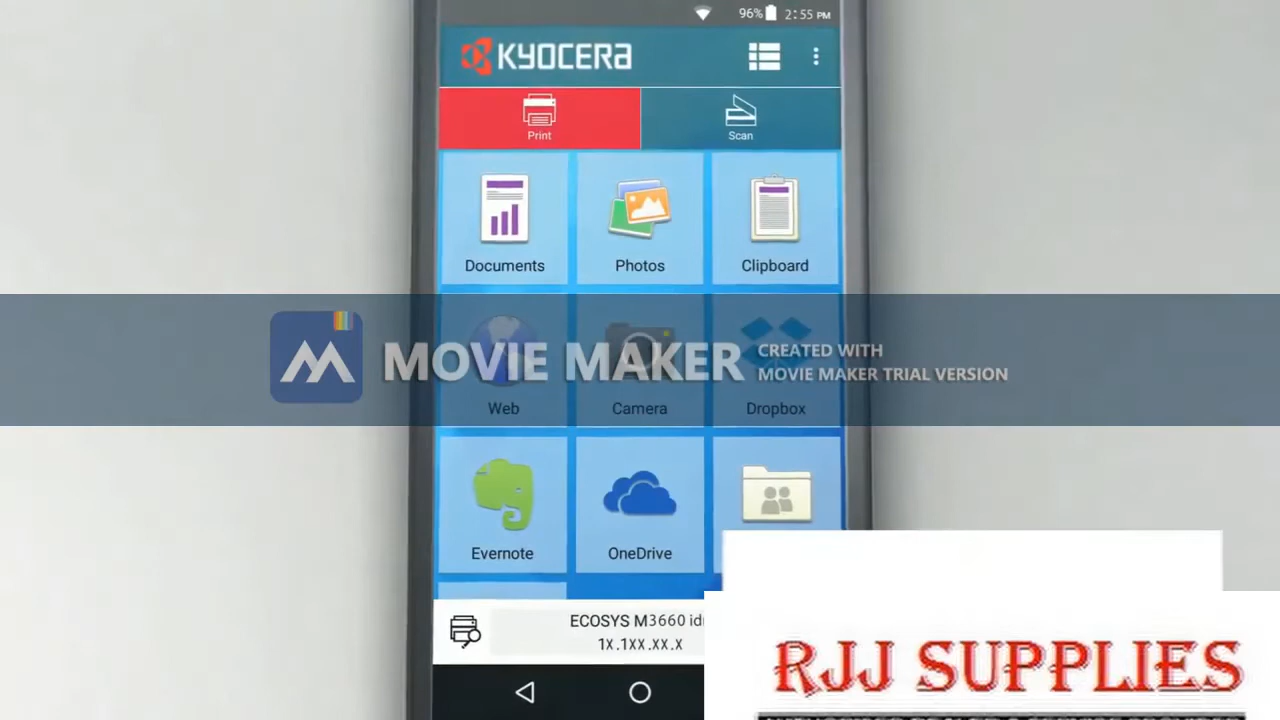 96% 2:55 PM
KYOCERA
Print Scan
Documents Photos Clipboard
MOVIE MAKER
CREATED WITH
MOVIE MAKER TRIAL VERSION
Web Camera Dropbox
Evernote OneDrive
ECOSYS M3660 id
1X.1XX.XX.X
RJJ SUPPLIES